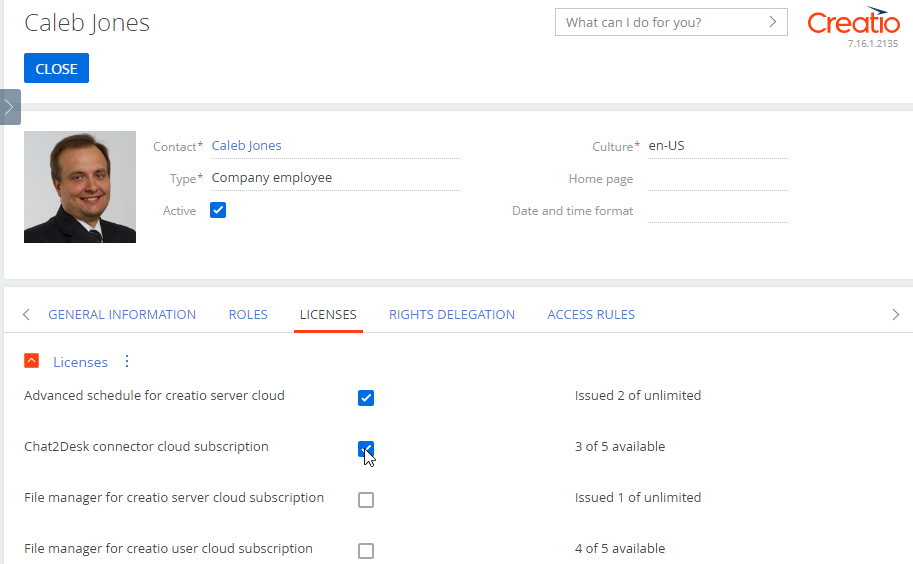 Caleb Jones
What can I do for you?
Creatio
7.16.1.2135
CLOSE
Contact* Caleb Jones
Culture* en-US
Type* Company employee
Home page
Active
Date and time format
GENERAL INFORMATION ROLES LICENSES RIGHTS DELEGATION ACCESS RULES
Licenses
Advanced schedule for creatio server cloud Issued 2 of unlimited
Chat2Desk connector cloud subscription 3 of 5 available
File manager for creatio server cloud subscription Issued 1 of unlimited
File manager for creatio user cloud subscription 4 of 5 available